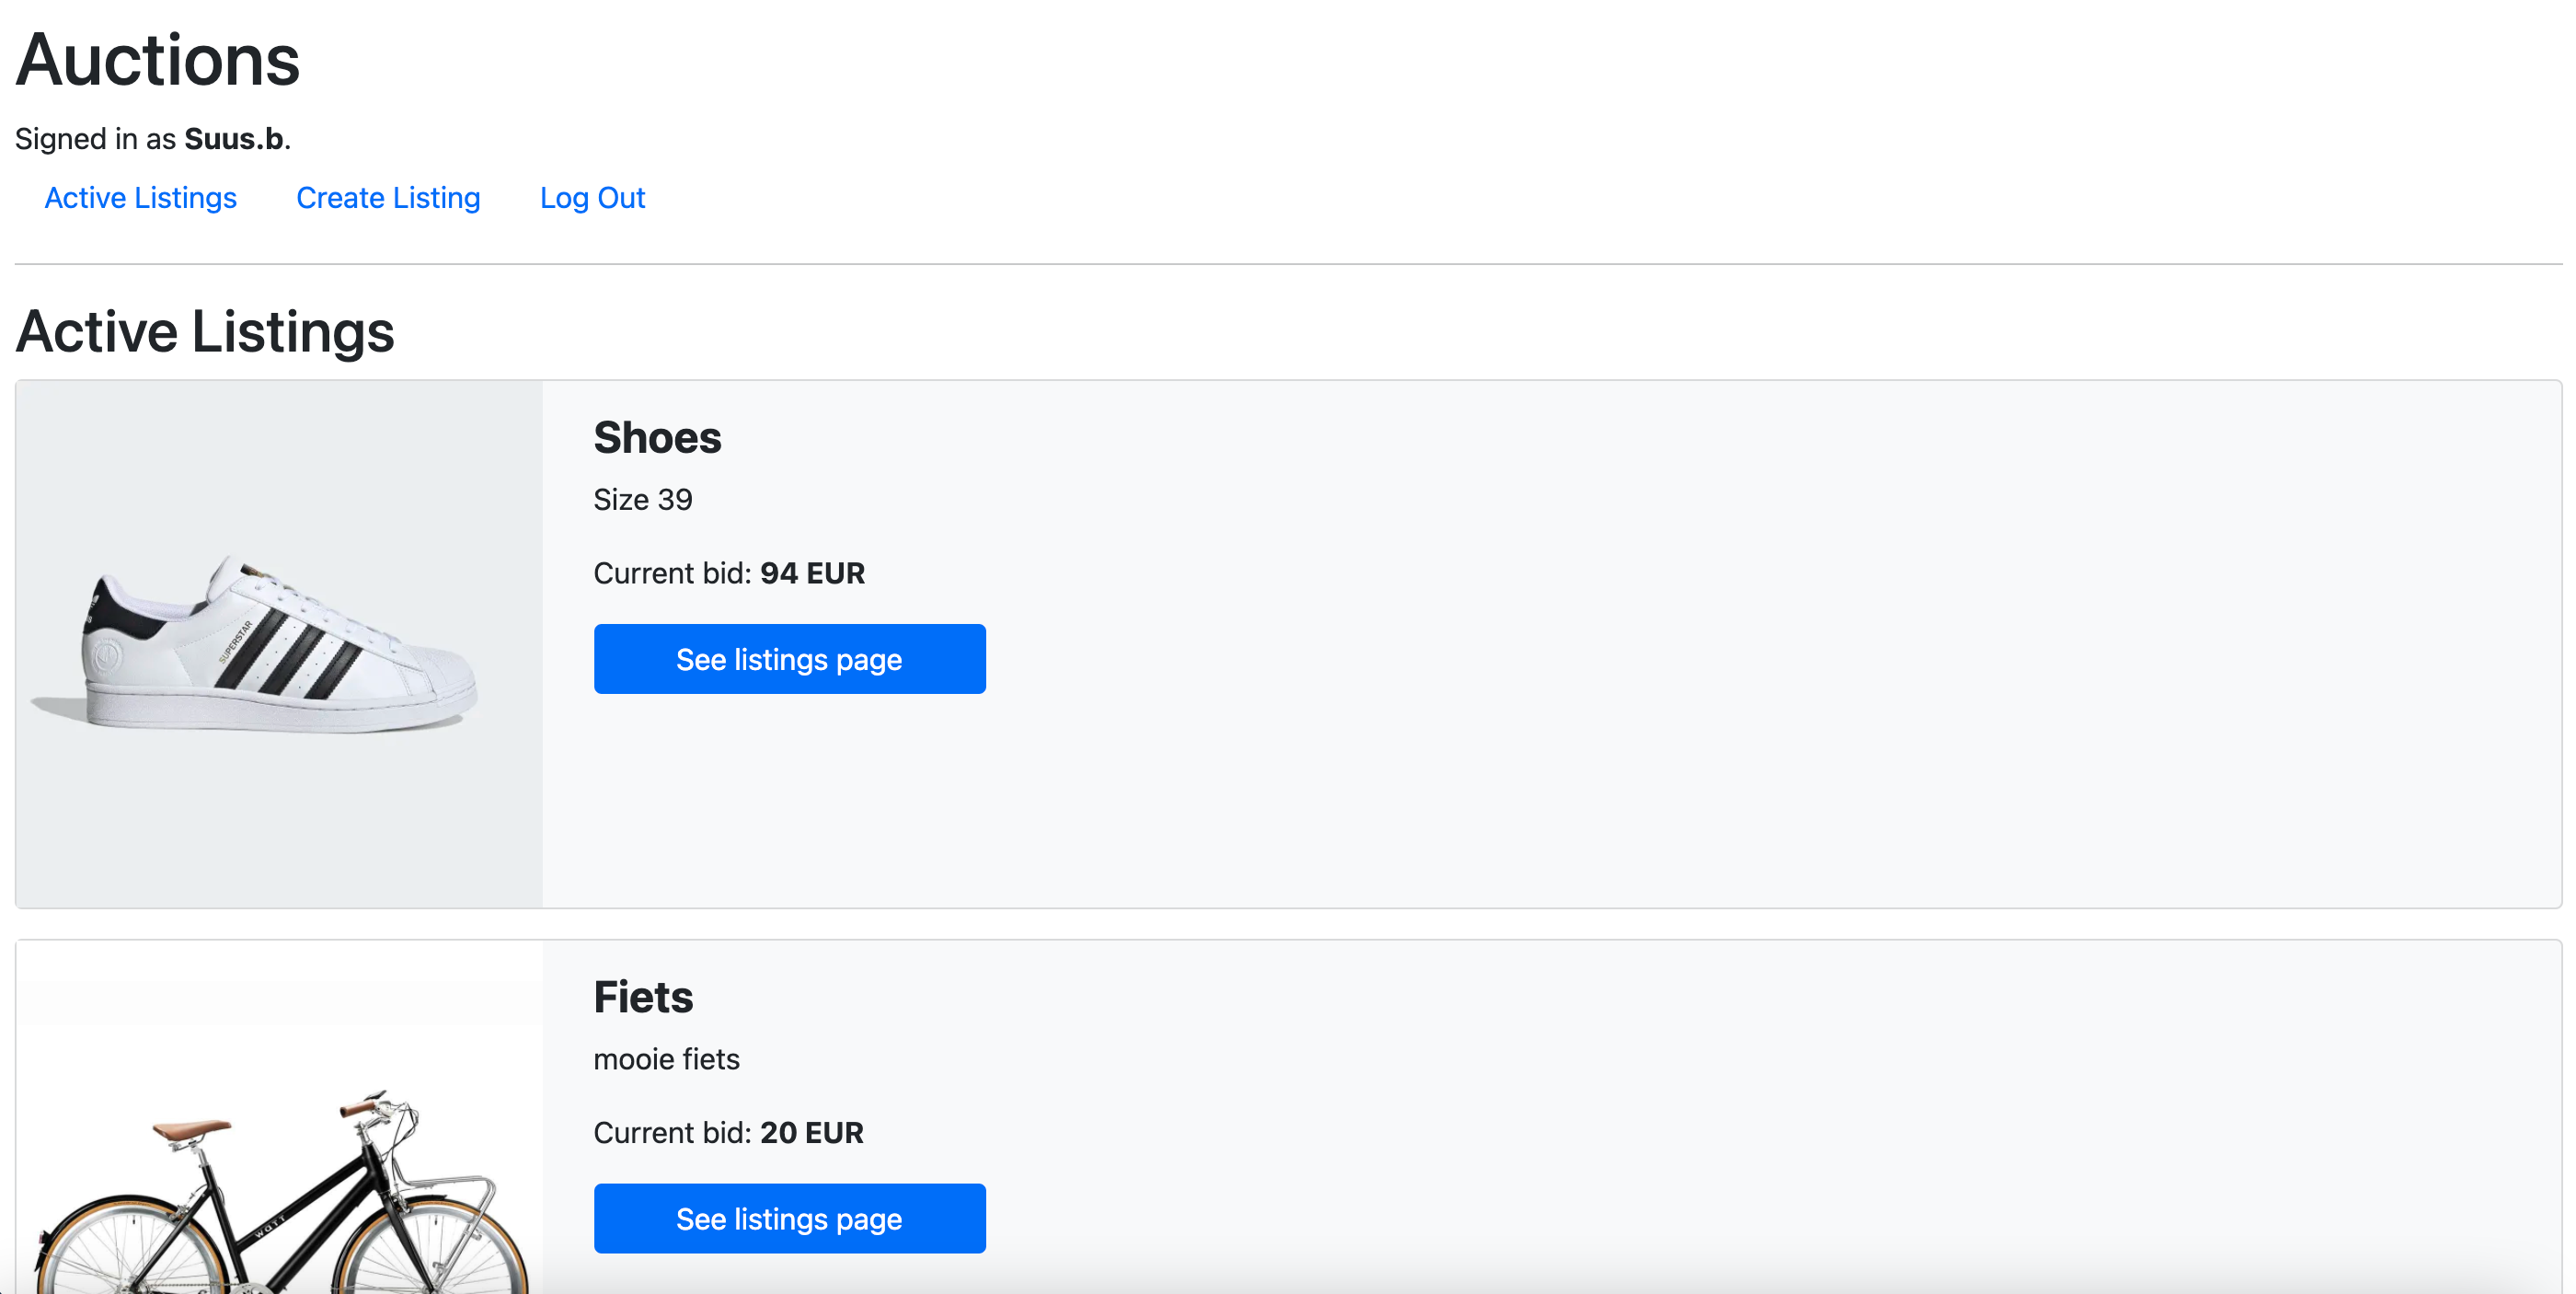 Auctions
Signed in as Suus.b.
Active Listings Create Listing Log Out
Active Listings
Shoes
Size 39
Current bid: 94 EUR
See listings page
SUPERSTAR
Fiets
mooie fiets
Current bid: 20 EUR
See listings page
WATT